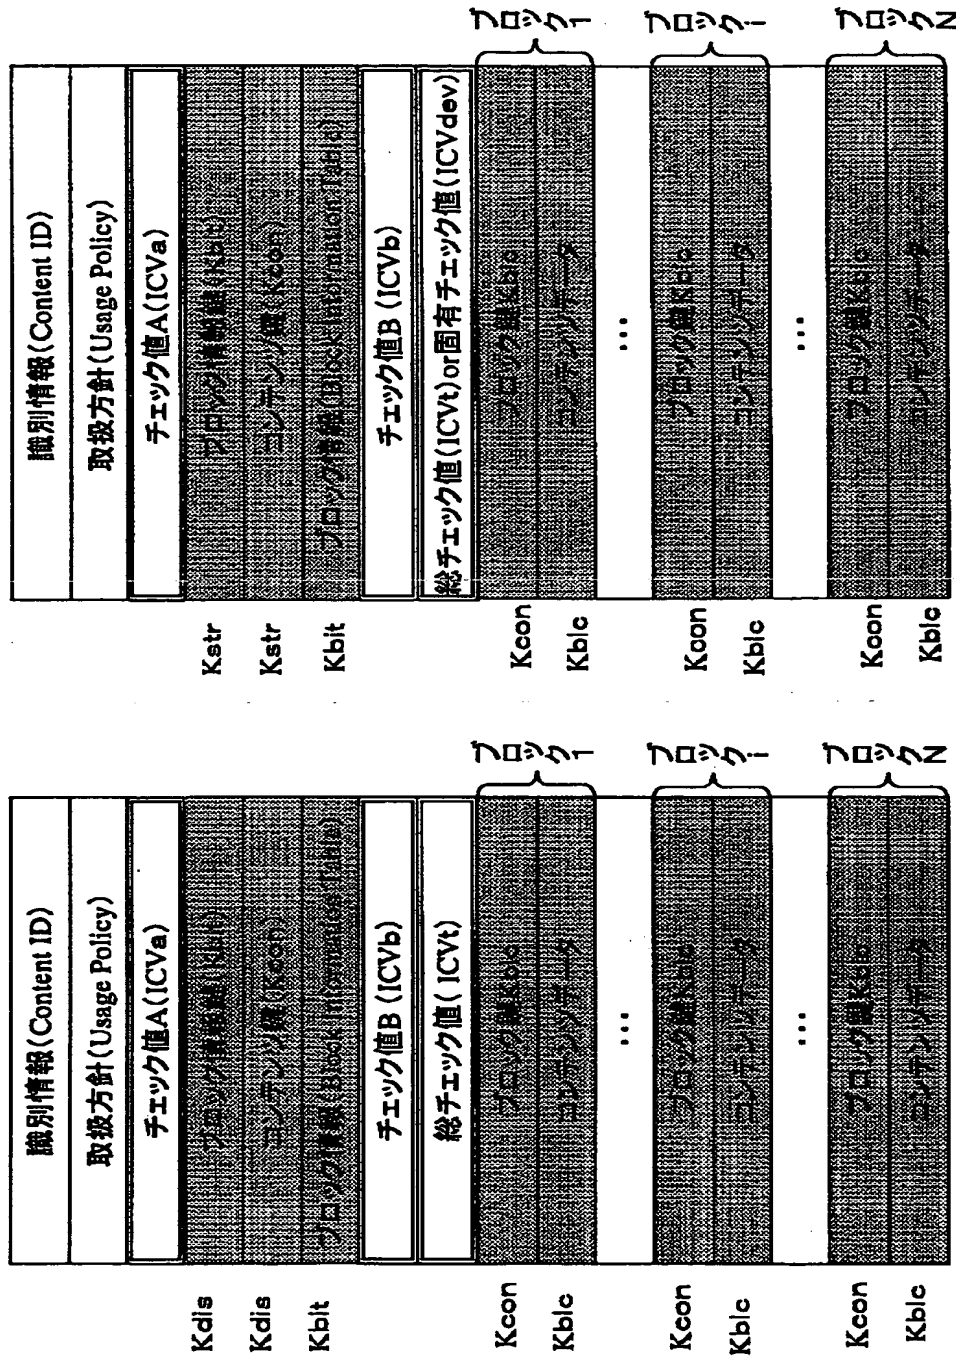 識別情報(Content ID)
取扱方針(Usage Policy)
チェック値A(ICVa)
Kdis ブロック情報鍵(Kbit)
Kdis コンテンツ鍵(Kcon)
Kbit ブロック情報(Block Information Table)
チェック値B (ICVb)
総チェック値( ICVt)
Kcon ブロック鍵Kblc
Kblc コンテンツデータ
ブロック1
...
Kcon ブロック鍵Kblc
Kblc コンテンツデータ
ブロックi
...
Kcon ブロック鍵Kblc
Kblc コンテンツデータ
ブロックN
識別情報(Content ID)
取扱方針(Usage Policy)
チェック値A(ICVa)
Kstr ブロック情報鍵(Kbit)
Kstr コンテンツ鍵(Kcon)
Kbit ブロック情報(Block Information Table)
チェック値B (ICVb)
総チェック値(ICVt)or固有チェック値(ICVdev)
Kcon ブロック鍵Kblc
Kblc コンテンツデータ
ブロック1
...
Kcon ブロック鍵Kblc
Kblc コンテンツデータ
ブロックi
...
Kcon ブロック鍵Kblc
Kblc コンテンツデータ
ブロックN